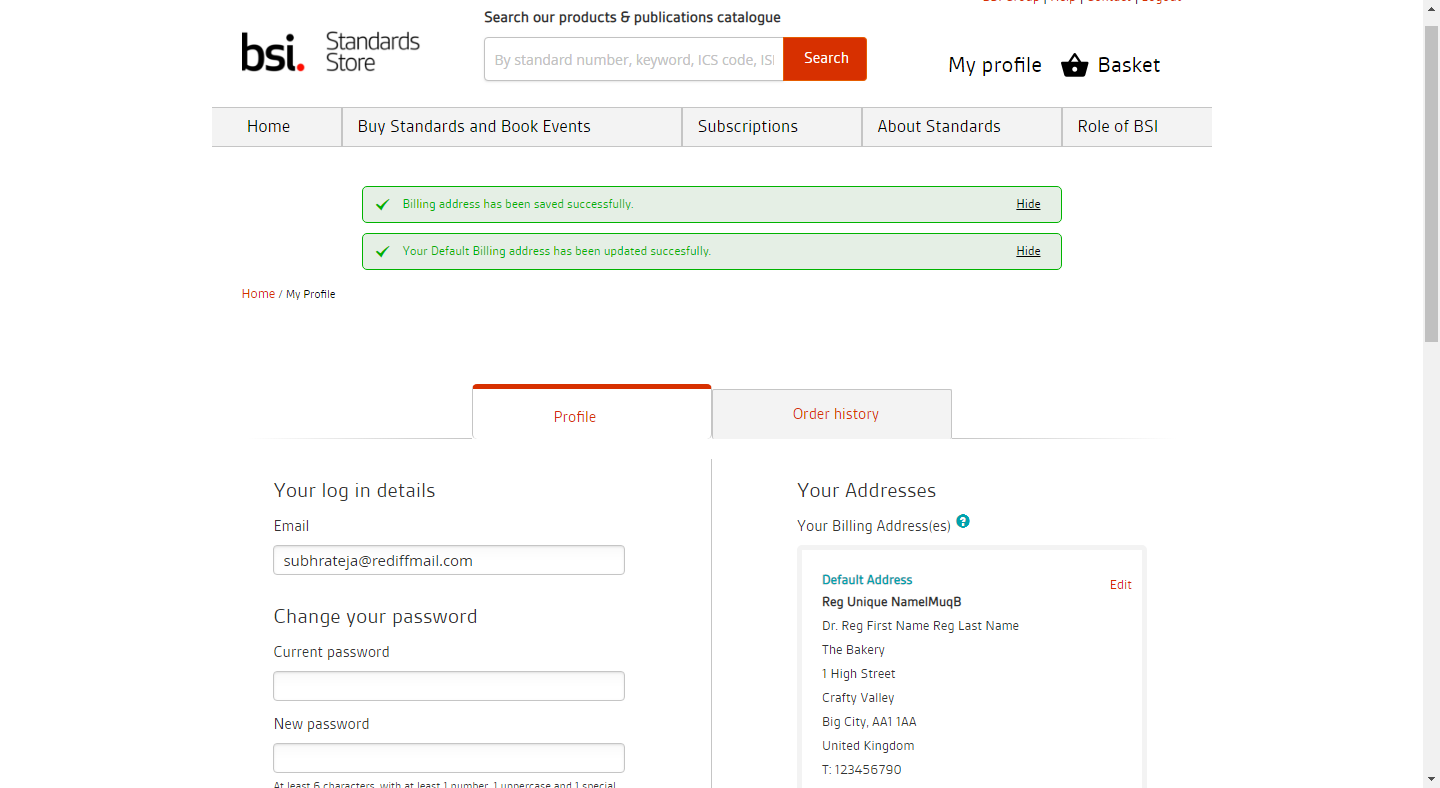 BSI Group | Help | Contact | Logout
Search our products & publications catalogue
bsi. Standards Store
By standard number, keyword, ICS code, ISI
Search
My profile
Basket
Home
Buy Standards and Book Events
Subscriptions
About Standards
Role of BSI
Billing address has been saved successfully.
Hide
Your Default Billing address has been updated succesfully.
Hide
Home / My Profile
Profile
Order history
Your log in details
Email
subhrateja@rediffmail.com
Change your password
Current password
New password
At least 6 characters, with at least 1 number, 1 uppercase and 1 special
Your Addresses
Your Billing Address(es) ?
Default Address
Edit
Reg Unique NamelMuqB
Dr. Reg First Name Reg Last Name
The Bakery
1 High Street
Crafty Valley
Big City, AA1 1AA
United Kingdom
T: 123456790